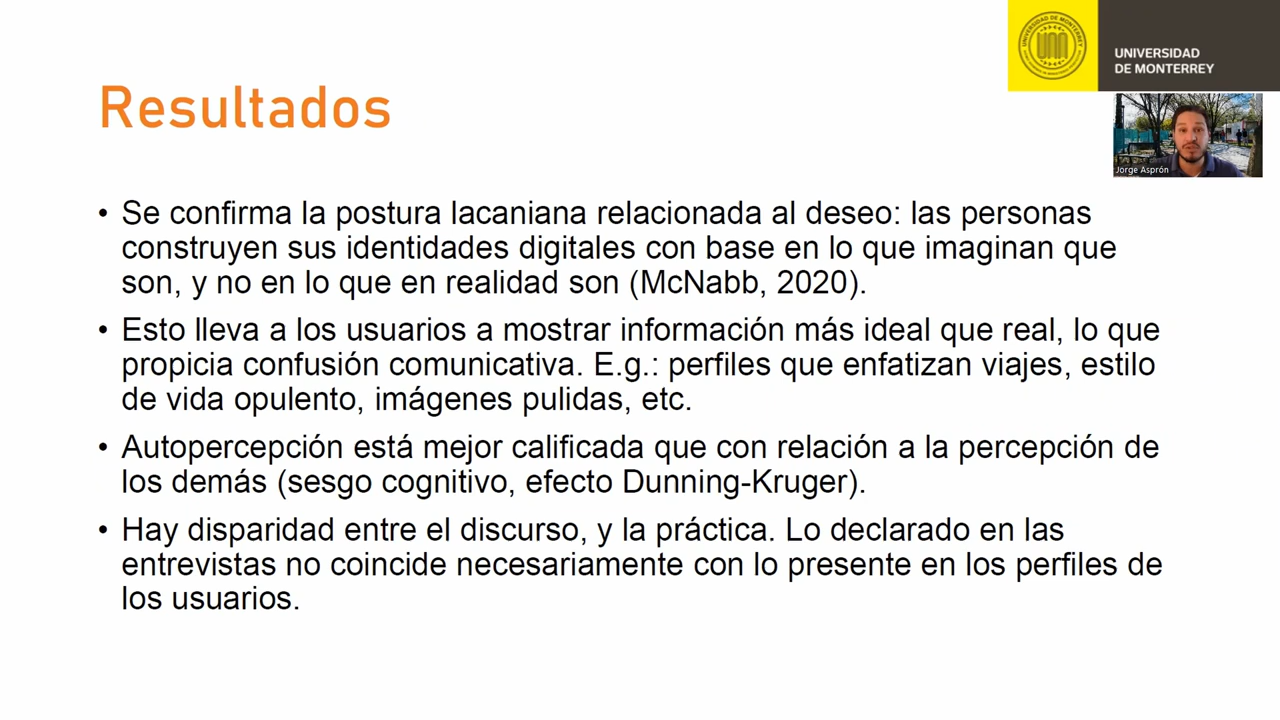 UNIVERSIDAD
DE MONTERREY
Jorge Asprón
Resultados
• Se confirma la postura lacaniana relacionada al deseo: las personas
construyen sus identidades digitales con base en lo que imaginan que
son, y no en lo que en realidad son (McNabb, 2020).
• Esto lleva a los usuarios a mostrar información más ideal que real, lo que
propicia confusión comunicativa. E.g.: perfiles que enfatizan viajes, estilo
de vida opulento, imágenes pulidas, etc.
• Autopercepción está mejor calificada que con relación a la percepción de
los demás (sesgo cognitivo, efecto Dunning-Kruger).
• Hay disparidad entre el discurso, y la práctica. Lo declarado en las
entrevistas no coincide necesariamente con lo presente en los perfiles de
los usuarios.